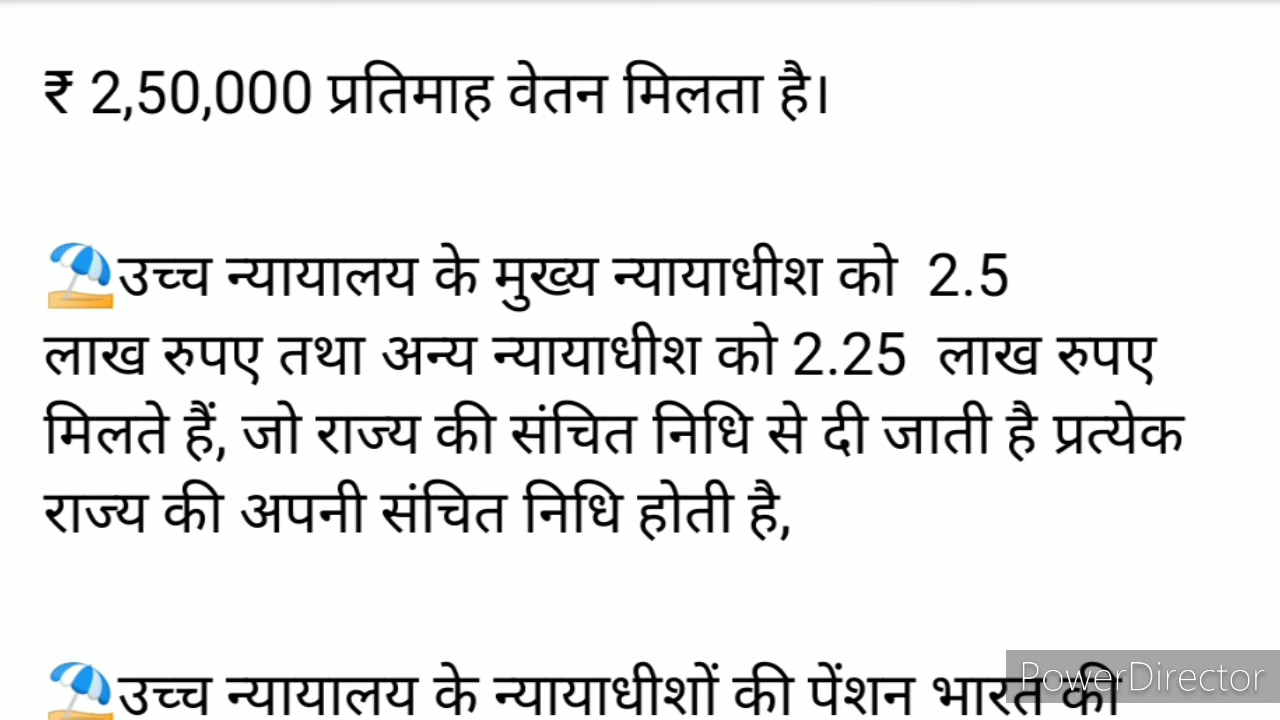 ₹ 2,50,000 प्रतिमाह वेतन मिलता है।
🏖उच्च न्यायालय के मुख्य न्यायाधीश को 2.5
लाख रुपए तथा अन्य न्यायाधीश को 2.25 लाख रुपए
मिलते हैं, जो राज्य की संचित निधि से दी जाती है प्रत्येक
राज्य की अपनी संचित निधि होती है,
🏖उच्च न्यायालय के न्यायाधीशों की पेंशन भारत की
PowerDirector